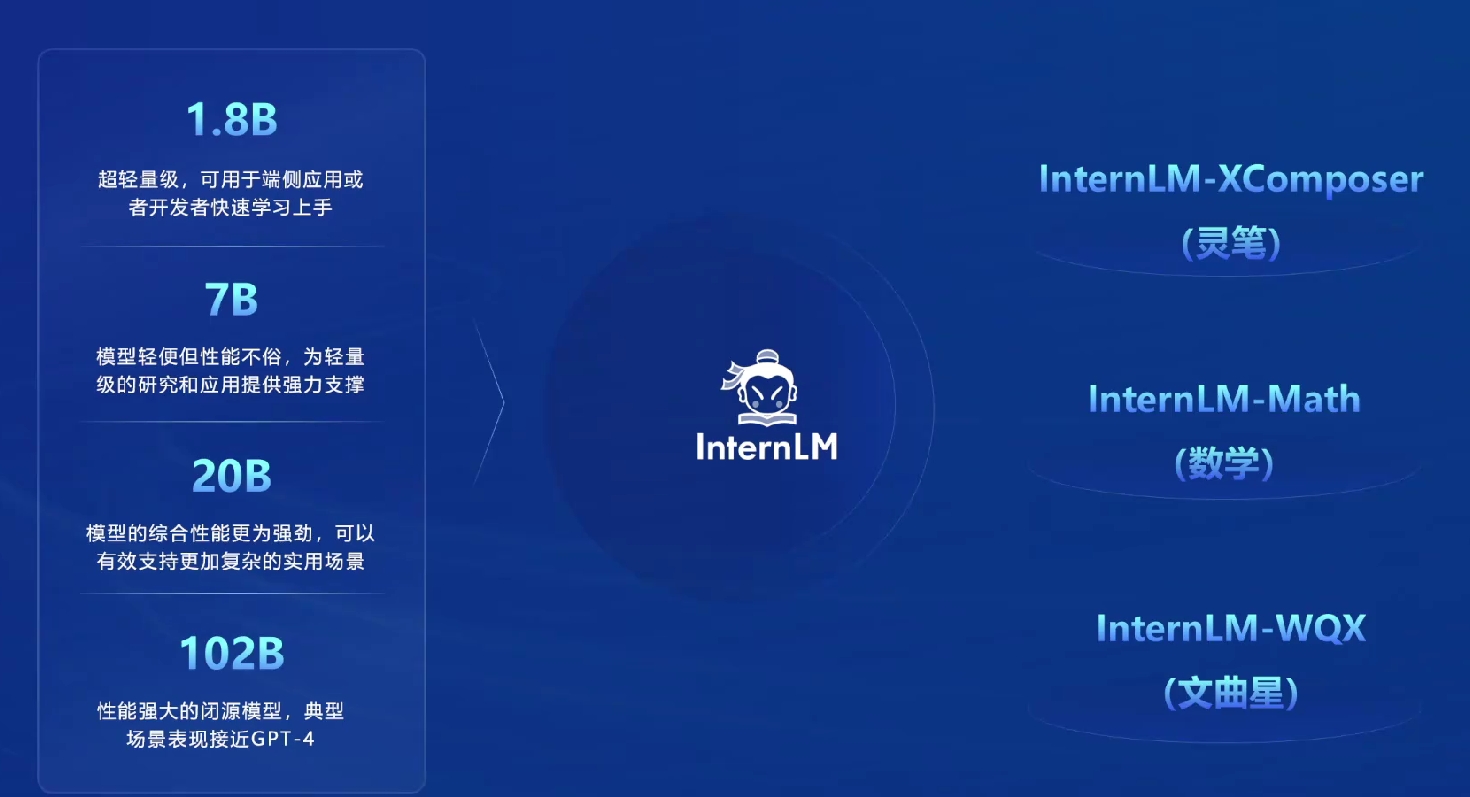 1.8B
超轻量级，可用于端侧应用或
者开发者快速学习上手
7B
模型轻便但性能不俗，为轻量
级的研究和应用提供强力支撑
20B
模型的综合性能更为强劲，可以
有效支持更加复杂的实用场景
102B
性能强大的闭源模型，典型
场景表现接近GPT-4
InternLM
InternLM-XComposer
(灵笔)
InternLM-Math
(数学)
InternLM-WQX
(文曲星)